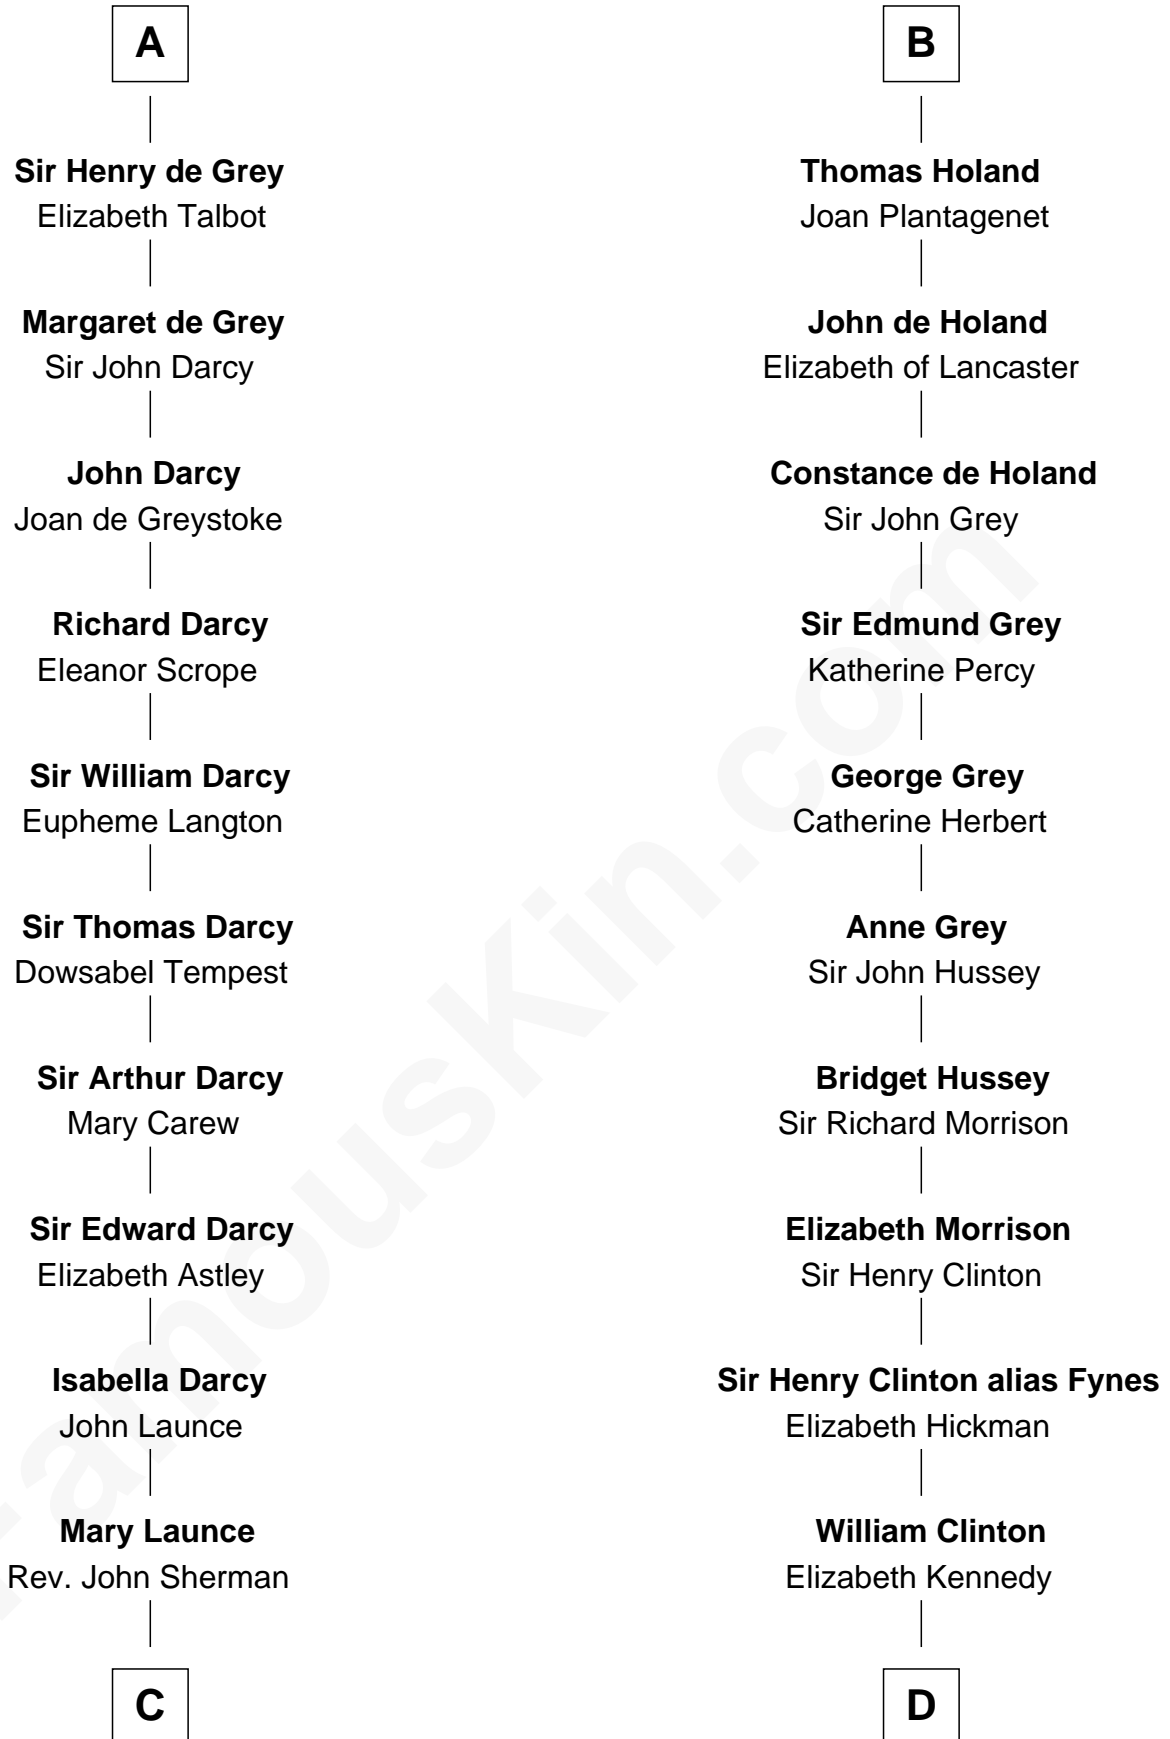 A
Sir Henry de Grey
Elizabeth Talbot
Margaret de Grey
Sir John Darcy
John Darcy
Joan de Greystoke
Richard Darcy
Eleanor Scrope
Sir William Darcy
Eupheme Langton
Sir Thomas Darcy
Dowsabel Tempest
Sir Arthur Darcy
Mary Carew
Sir Edward Darcy
Elizabeth Astley
Isabella Darcy
John Launce
Mary Launce
Rev. John Sherman
C
B
Thomas Holand
Joan Plantagenet
John de Holand
Elizabeth of Lancaster
Constance de Holand
Sir John Grey
Sir Edmund Grey
Katherine Percy
George Grey
Catherine Herbert
Anne Grey
Sir John Hussey
Bridget Hussey
Sir Richard Morrison
Elizabeth Morrison
Sir Henry Clinton
Sir Henry Clinton alias Fynes
Elizabeth Hickman
William Clinton
Elizabeth Kennedy
D
FamousKin.com